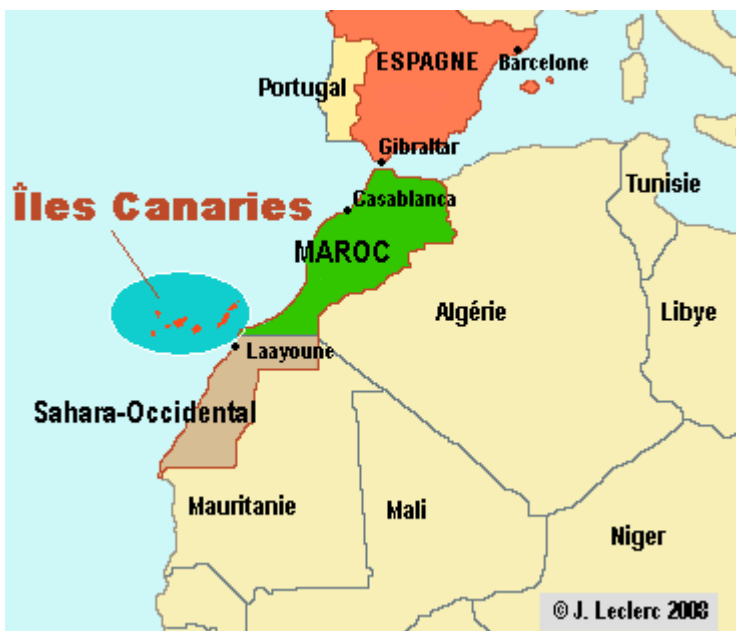 ESPAGNE
Barcelone
Portugal
Gibraltar
Tunisie
Îles Canaries
Casablanca
MAROC
Algérie
Libye
Laayoune
Sahara-Occidental
Mauritanie
Mali
Niger
© J. Leclerc 2008